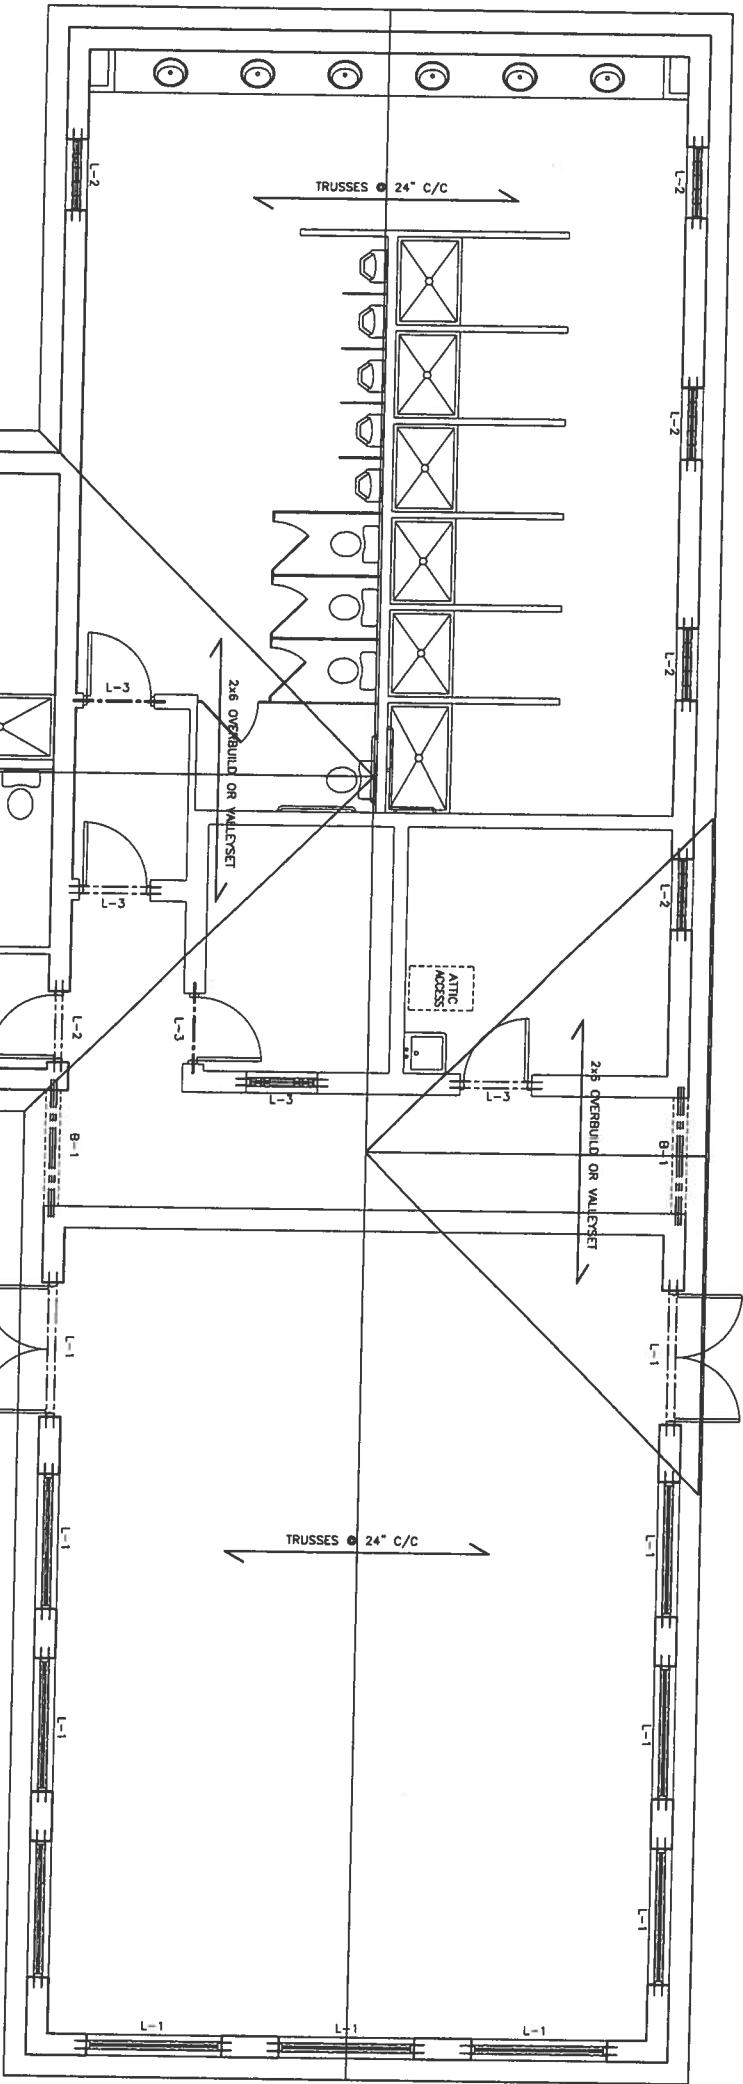 L-2
L-2
TRUSSES @ 24" C/C
L-2
L-2
L-3
2x6 OVERBUILD OR VALLEYSET
L-3
L-2
ATTIC
ACCESS
L-2
L-3
L-3
L-3
2x6 OVERBUILD OR VALLEYSET
B-1
B-1
L-1
L-1
TRUSSES @ 24" C/C
L-1
L-1
L-1
L-1
L-1
L-1
L-1
L-1